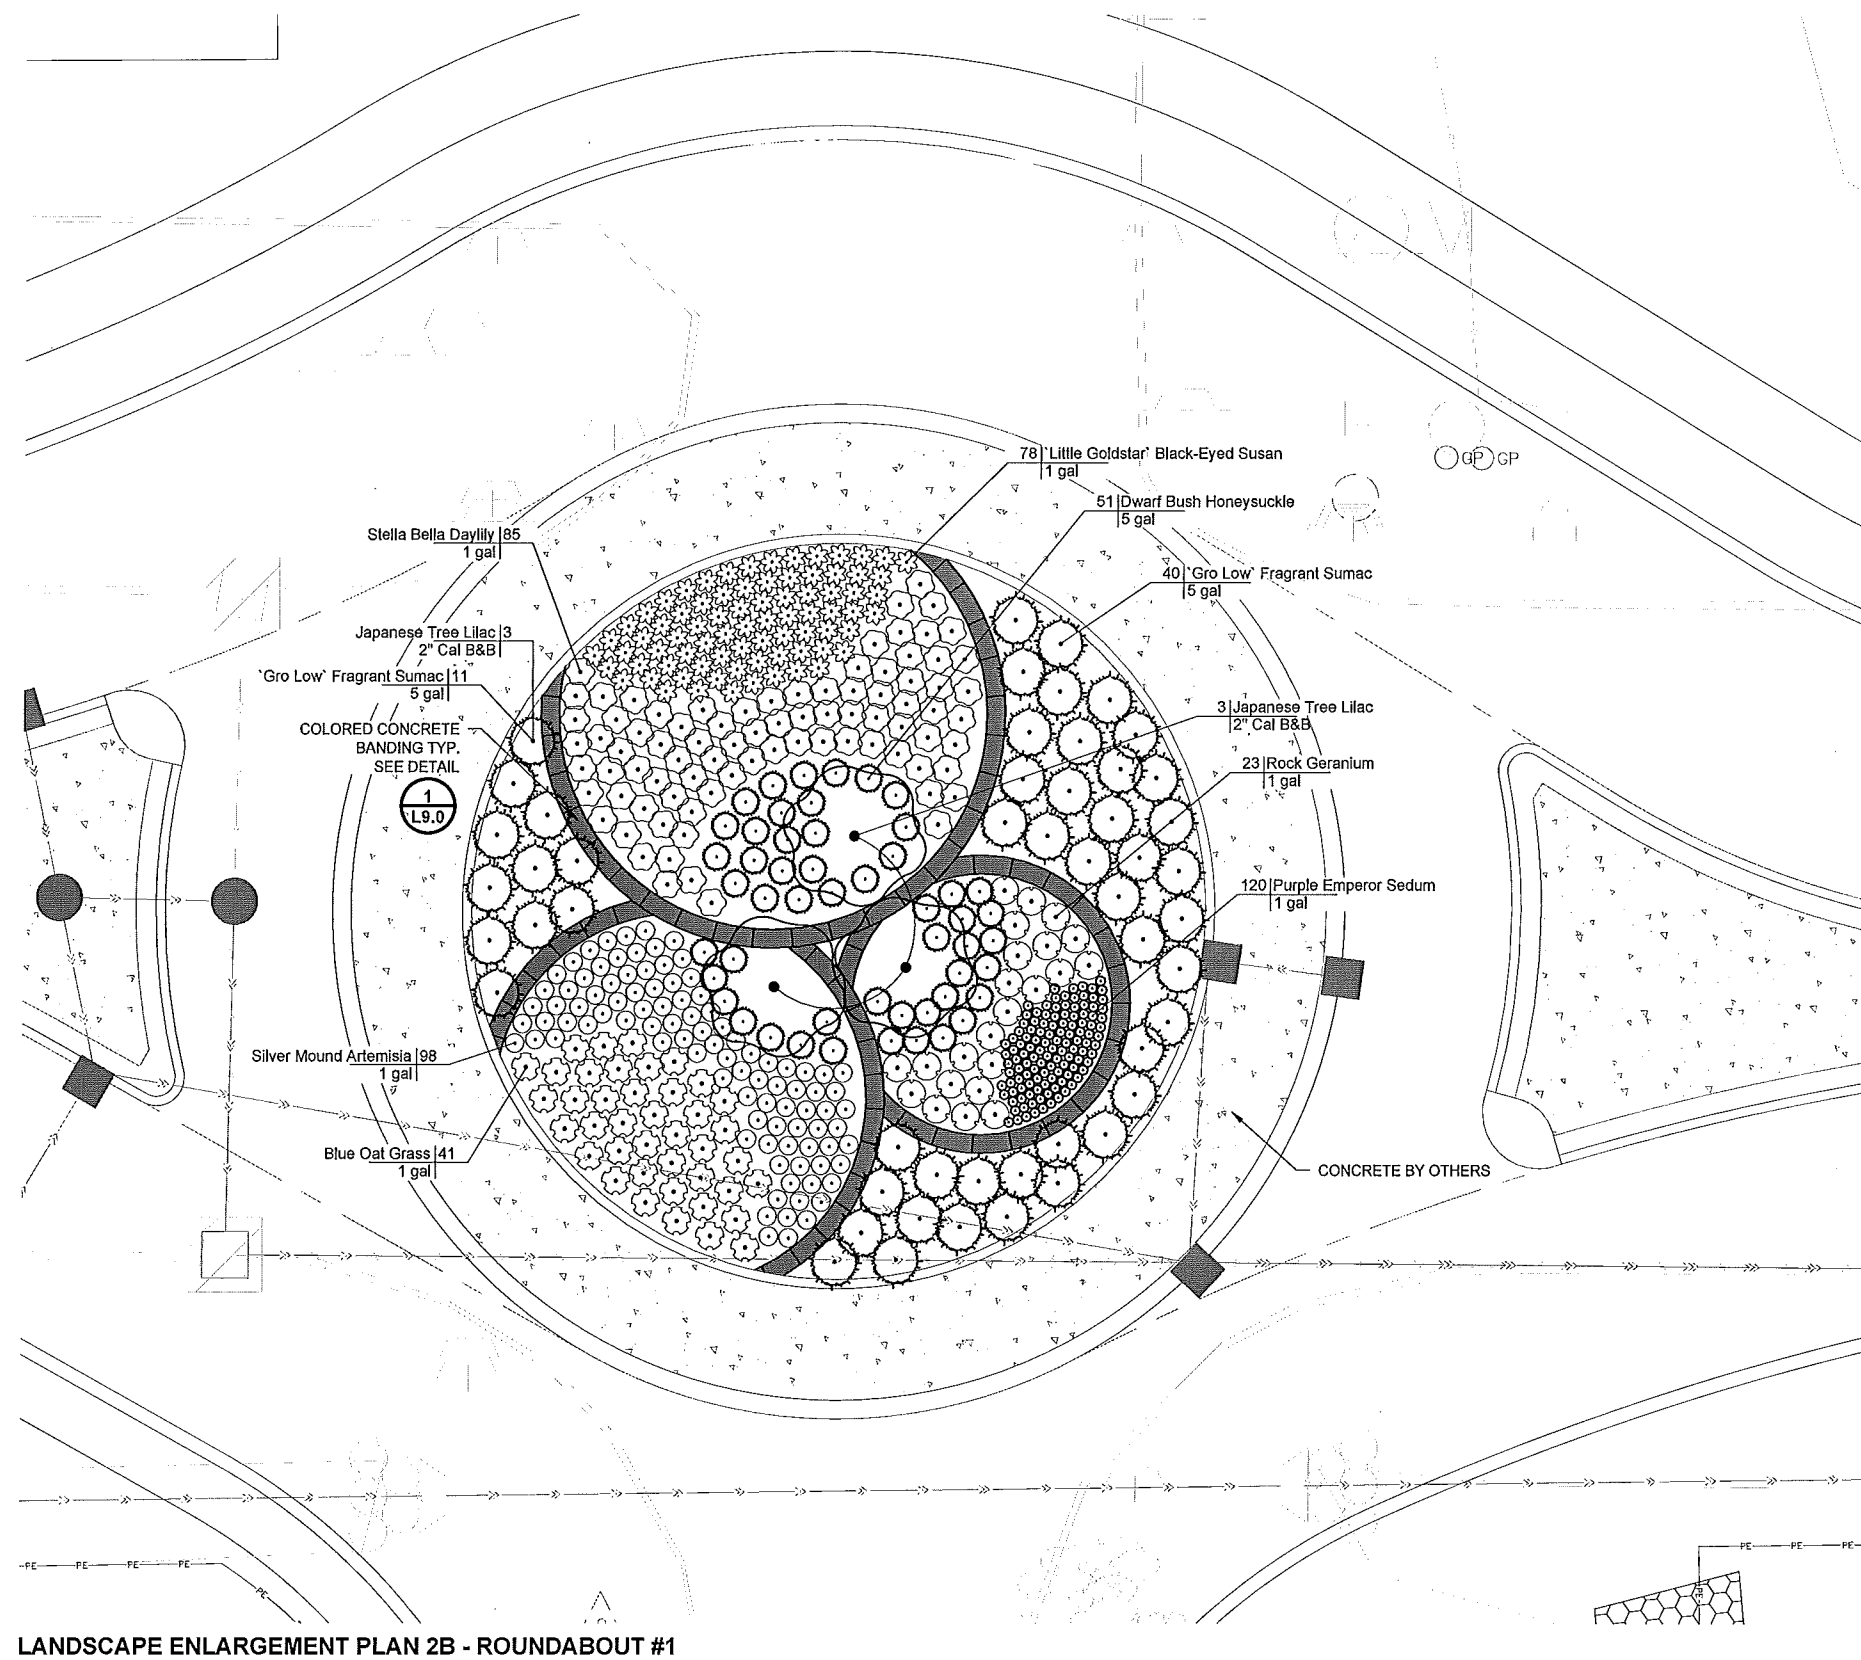 78 `Little Goldstar` Black-Eyed Susan
1 gal
51 Dwarf Bush Honeysuckle
5 gal
GP GP
Stella Bella Daylily 85
1 gal
40 `Gro Low` Fragrant Sumac
5 gal
Japanese Tree Lilac 3
2" Cal B&B
`Gro Low` Fragrant Sumac 11
5 gal
3 Japanese Tree Lilac
2" Cal B&B
COLORED CONCRETE
BANDING TYP.
SEE DETAIL
1
L9.0
23 Rock Geranium
1 gal
120 Purple Emperor Sedum
1 gal
Silver Mound Artemisia 98
1 gal
Blue Oat Grass 41
1 gal
CONCRETE BY OTHERS
PE PE PE PE PE
PE PE PE
PE
LANDSCAPE ENLARGEMENT PLAN 2B - ROUNDABOUT #1